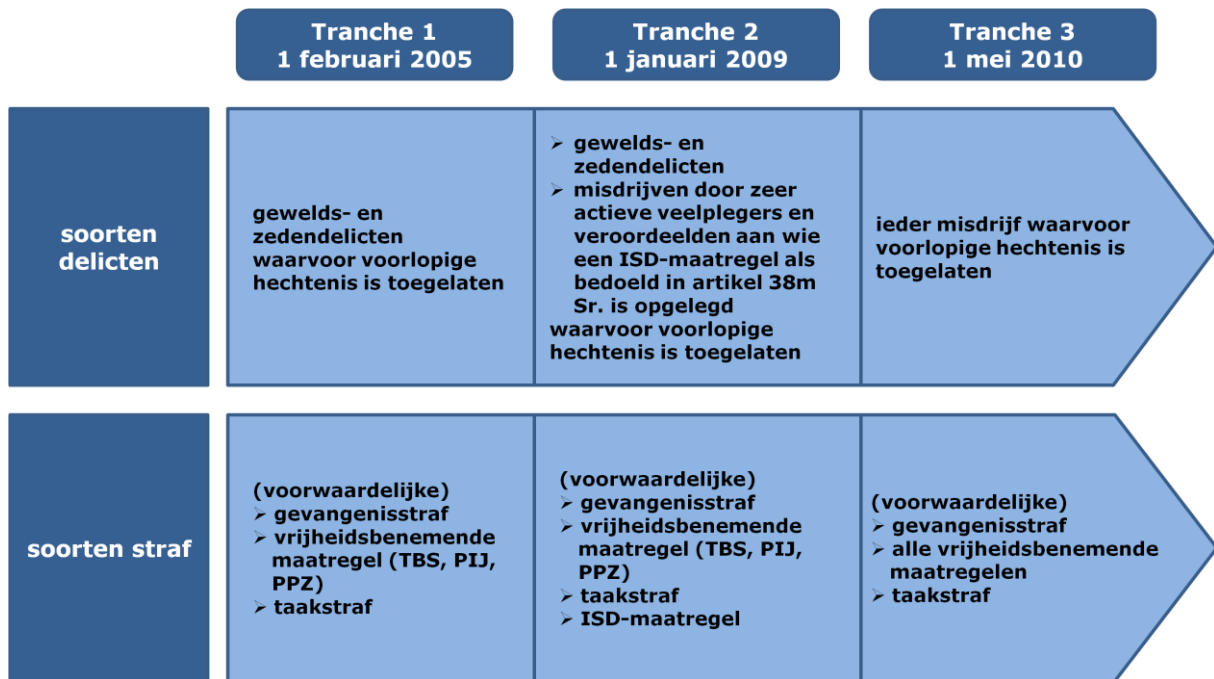 Tranche 1
1 februari 2005
Tranche 2
1 januari 2009
Tranche 3
1 mei 2010
soorten
delicten
gewelds- en
zedendelicten
waarvoor voorlopige
hechtenis is toegelaten
➢ gewelds- en
zedendelicten
➢ misdrijven door zeer
actieve veelplegers en
veroordeelden aan wie
een ISD-maatregel als
bedoeld in artikel 38m
Sr. is opgelegd
waarvoor voorlopige
hechtenis is toegelaten
ieder misdrijf waarvoor
voorlopige hechtenis is
toegelaten
soorten straf
(voorwaardelijke)
➢ gevangenisstraf
➢ vrijheidsbenemende
maatregel (TBS, PIJ,
PPZ)
➢ taakstraf
(voorwaardelijke)
➢ gevangenisstraf
➢ vrijheidsbenemende
maatregel (TBS, PIJ,
PPZ)
➢ taakstraf
➢ ISD-maatregel
(voorwaardelijke)
➢ gevangenisstraf
➢ alle vrijheidsbenemende
maatregelen
➢ taakstraf